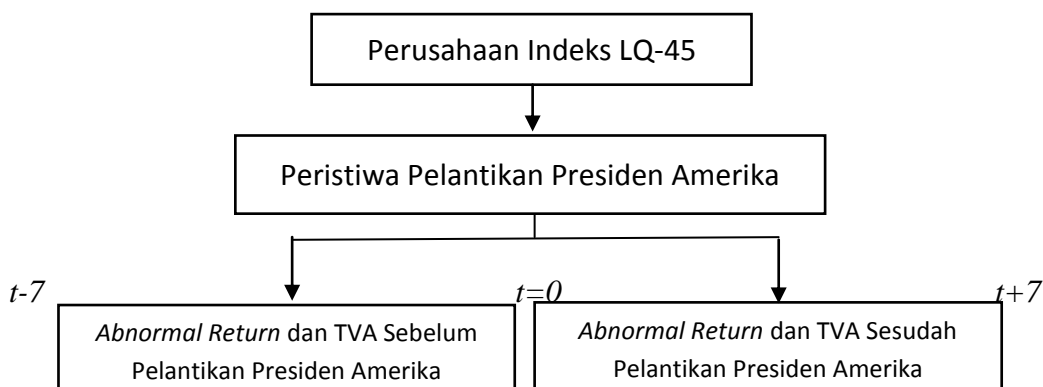 Perusahaan Indeks LQ-45
Peristiwa Pelantikan Presiden Amerika
t-7
t=0
t+7
Abnormal Return dan TVA Sebelum
Pelantikan Presiden Amerika
Abnormal Return dan TVA Sesudah
Pelantikan Presiden Amerika